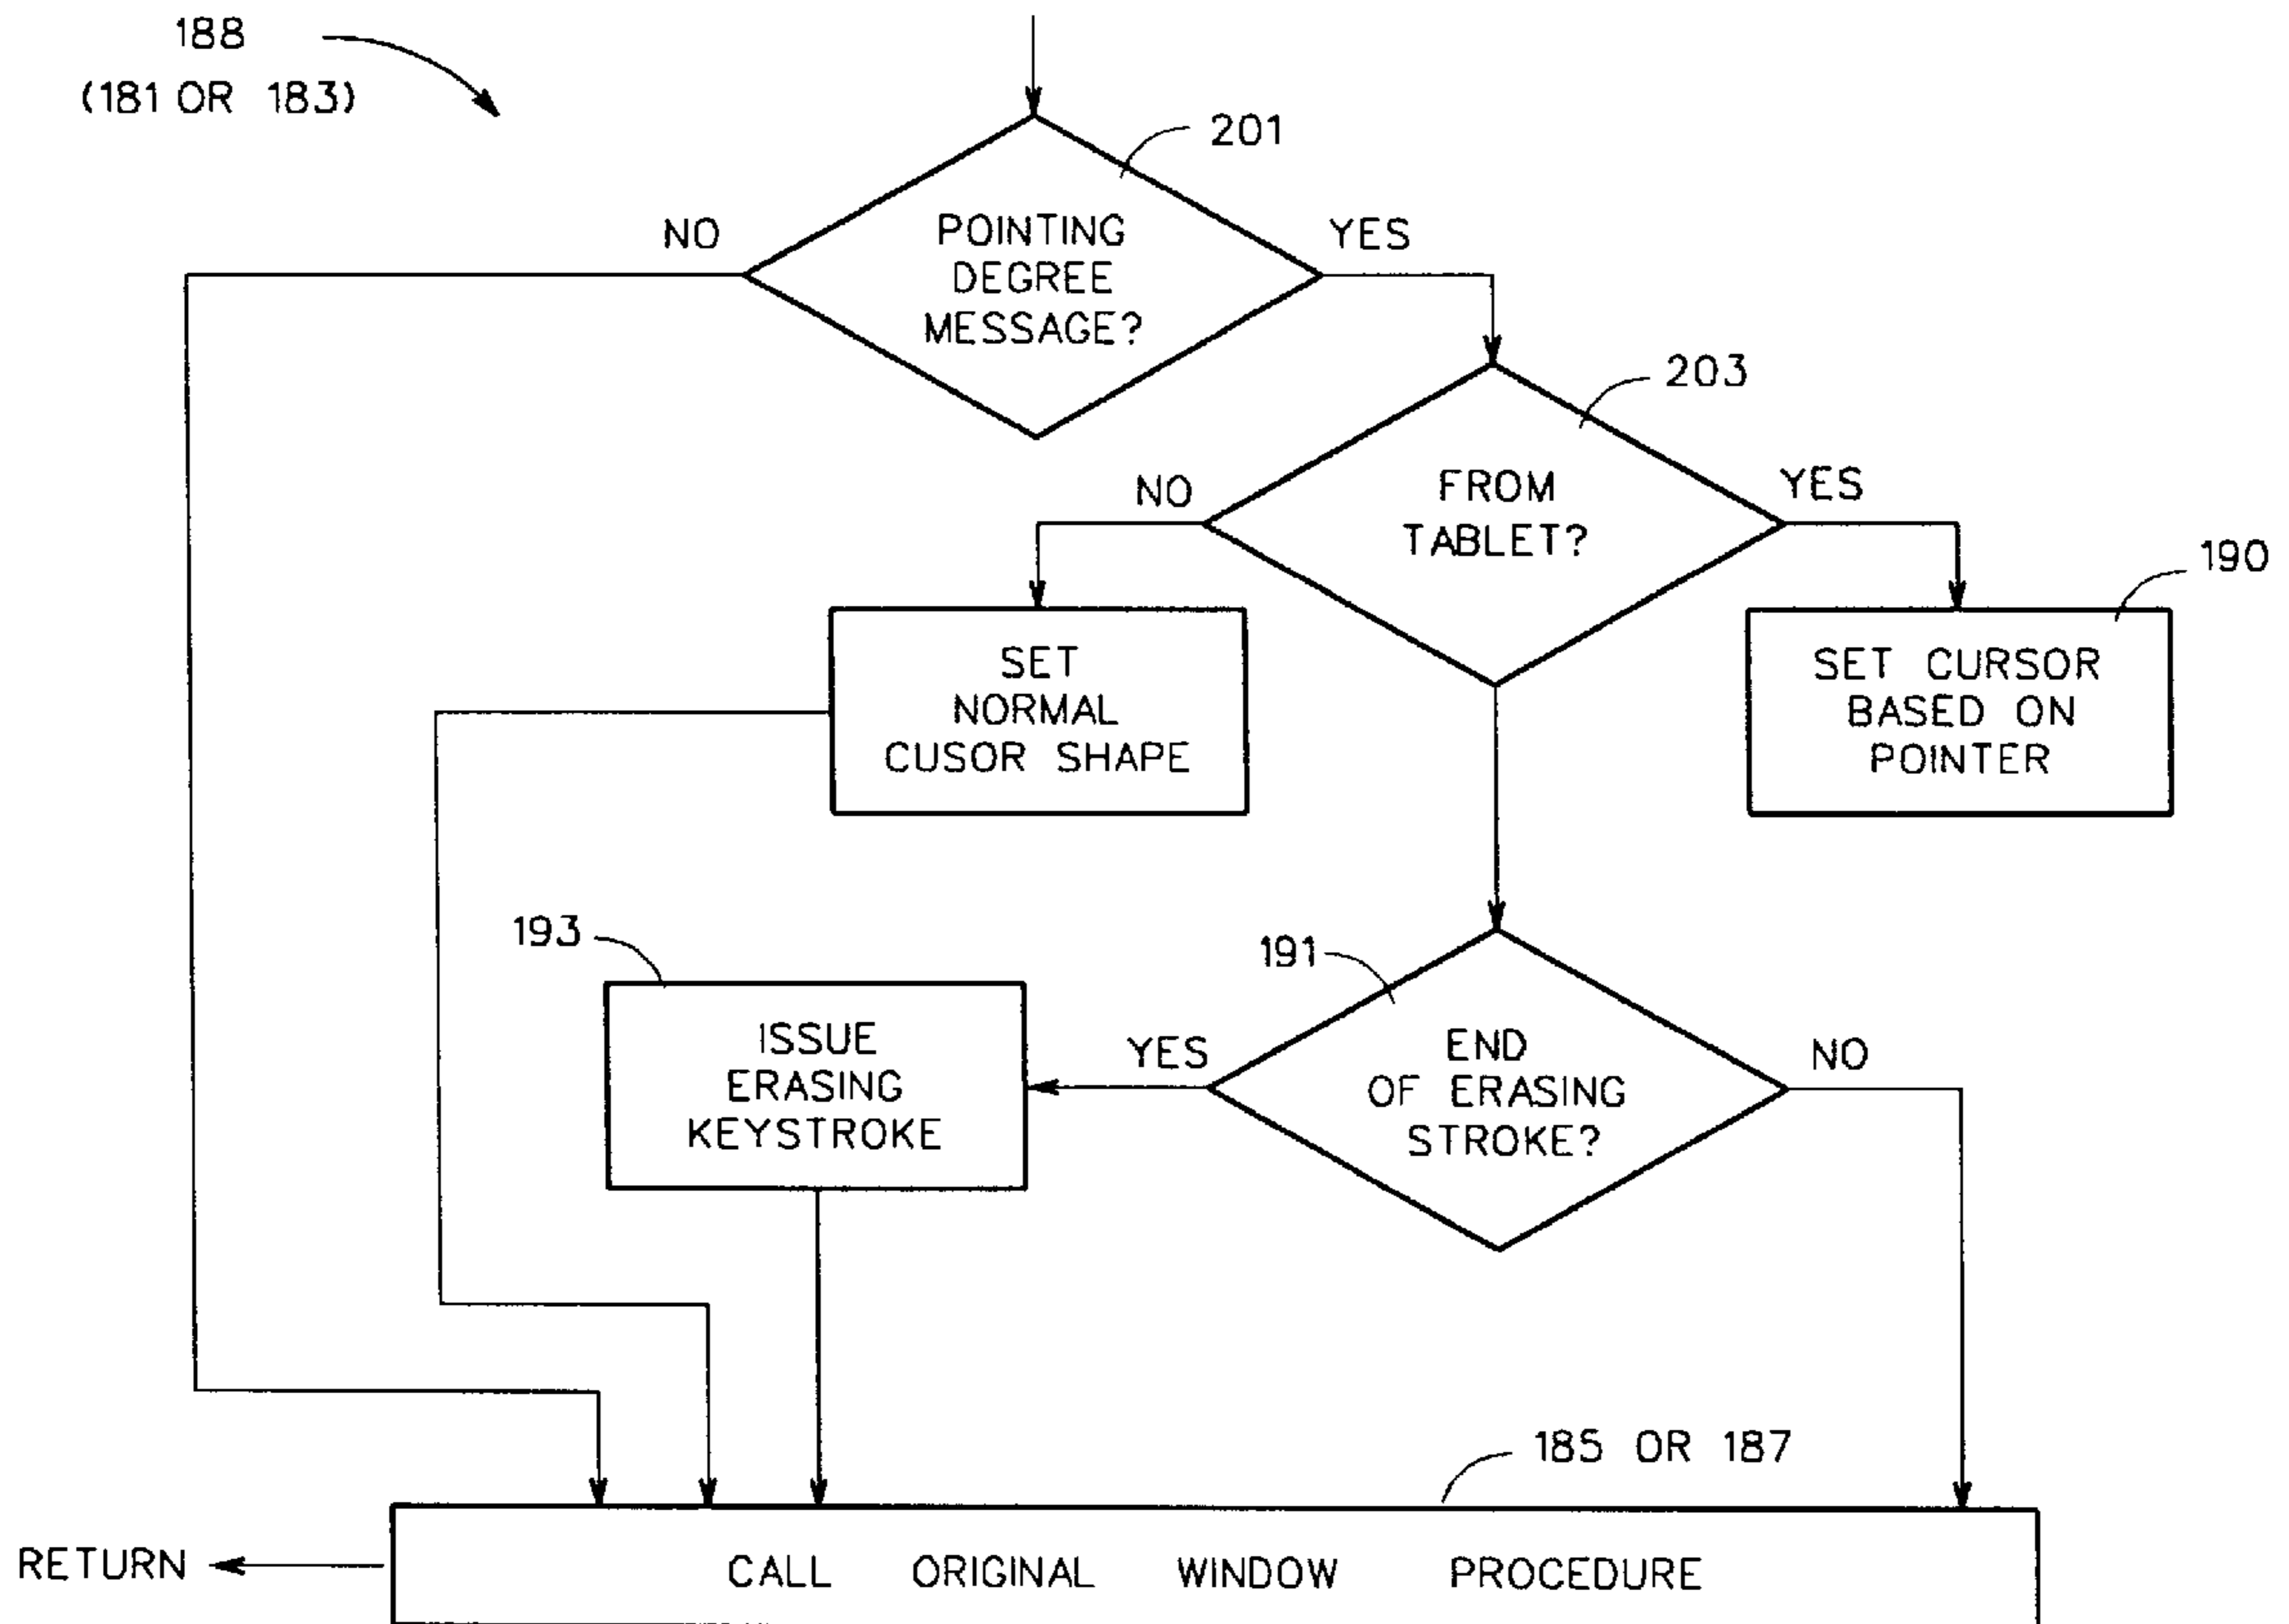 188
(181 OR 183)
201
NO
POINTING
DEGREE
MESSAGE?
YES
203
NO
FROM
TABLET?
YES
190
SET
NORMAL
CUSOR SHAPE
SET CURSOR
BASED ON
POINTER
193
191
ISSUE
ERASING
KEYSTROKE
YES
END
OF ERASING
STROKE?
NO
185 OR 187
RETURN
CALL ORIGINAL WINDOW PROCEDURE